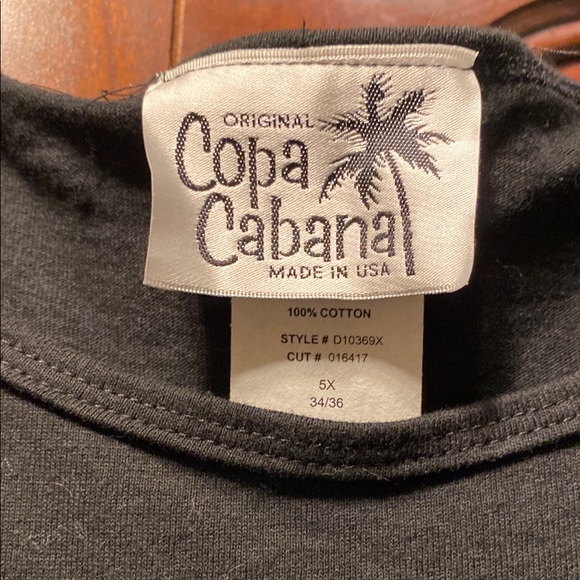 ORIGINAL
Copa
Cabana
MADE IN USA
100% COTTON
STYLE # D10369X
CUT # 016417
5X
34/36